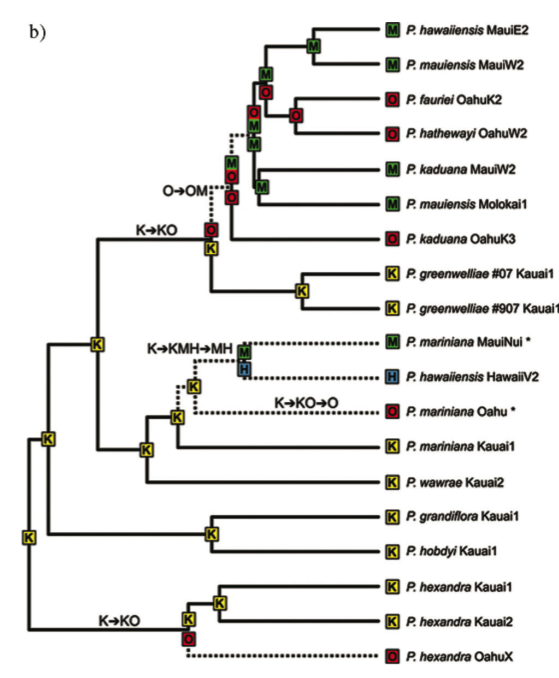 b)
M P. hawaiiensis MauiE2
M
M P. mauiensis MauiW2
M
O
O P. fauriei OahuK2
O
O P. hathewayi OahuW2
O
M
M
M P. kaduana MauiW2
M
M P. mauiensis Molokai1
M
O
O
O→OM
K→KO
O
K
O P. kaduana OahuK3
K P. greenwelliae #07 Kauai1
K
K P. greenwelliae #907 Kauai1
K
K→KMH→MH
M
H
M P. mariniana MauiNui *
H P. hawaiiensis HawaiiV2
K
K→KO→O
O P. mariniana Oahu *
K
K P. mariniana Kauai1
K
K
K P. wawrae Kauai2
K P. grandiflora Kauai1
K
K
K P. hobdyi Kauai1
K P. hexandra Kauai1
K
K→KO
K
O
K P. hexandra Kauai2
O P. hexandra OahuX